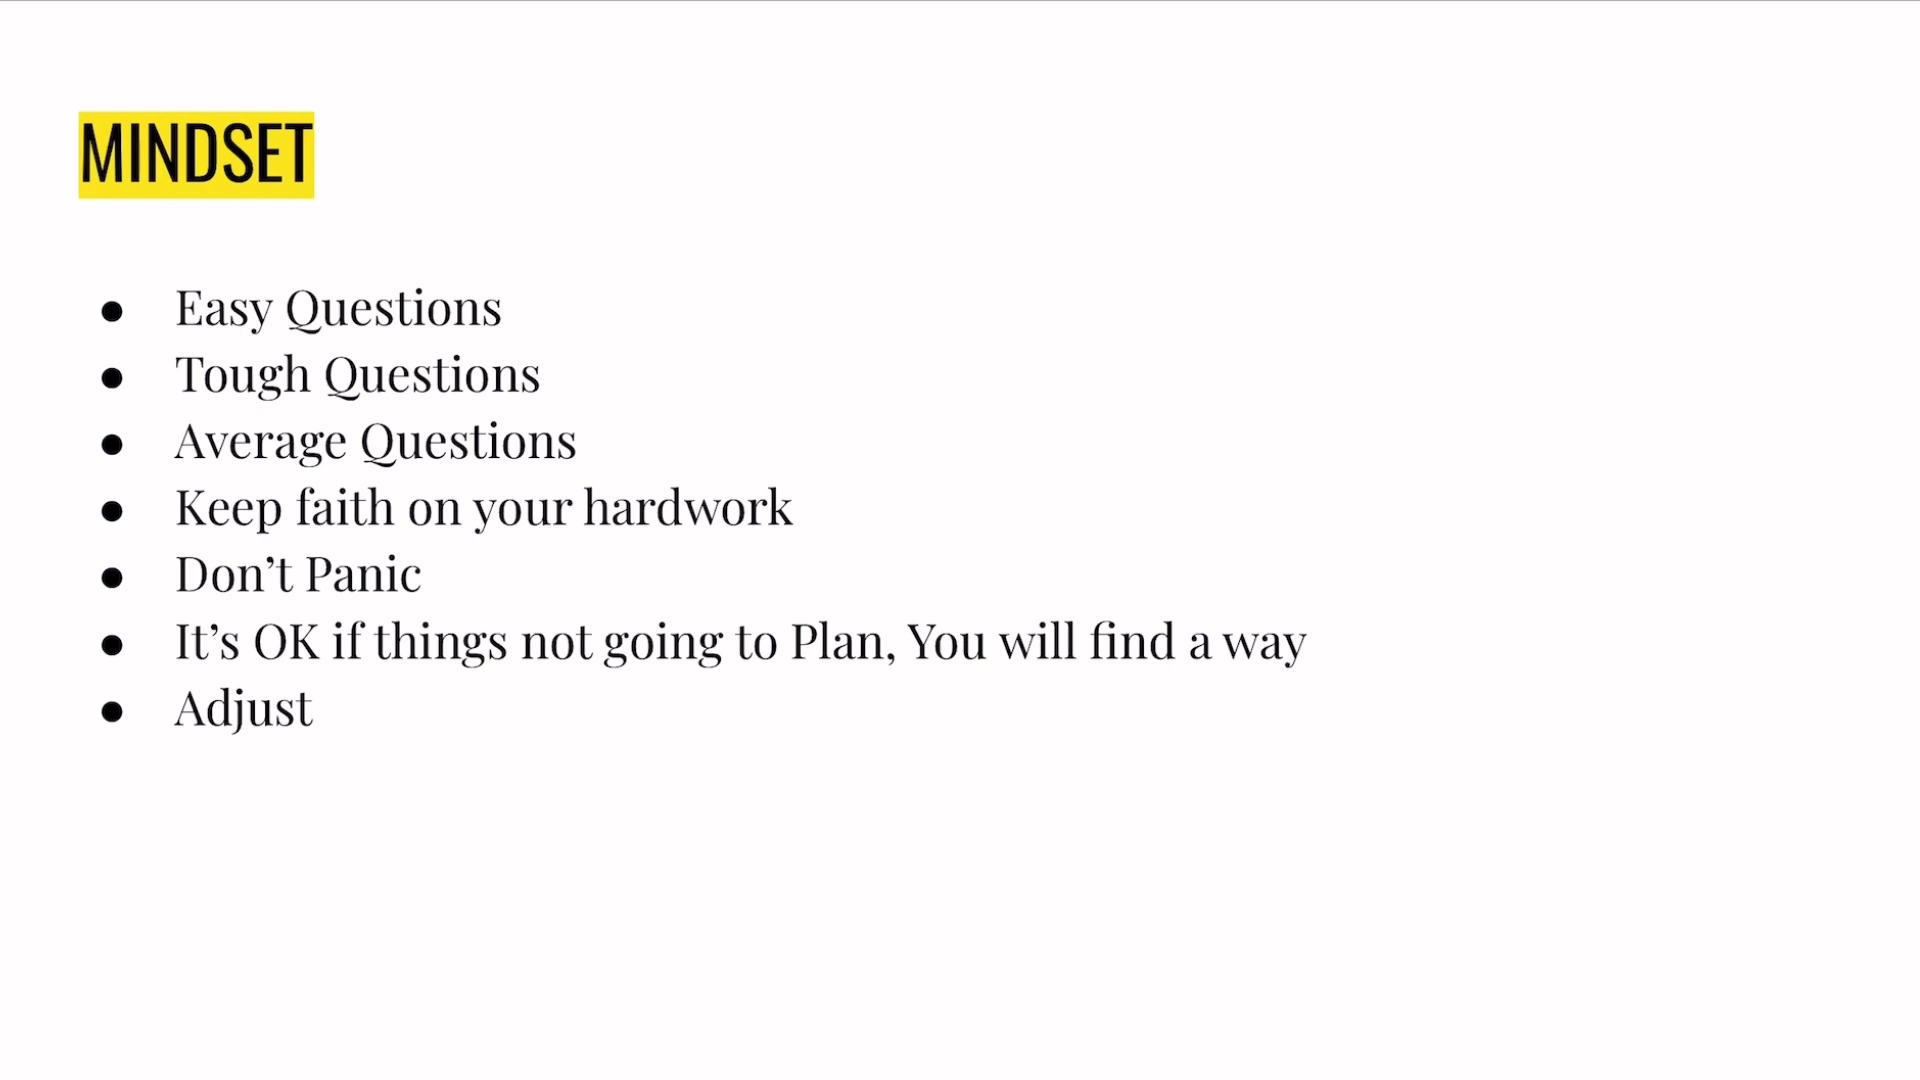 MINDSET
● Easy Questions
● Tough Questions
● Average Questions
● Keep faith on your hardwork
● Don’t Panic
● It’s OK if things not going to Plan, You will find a way
● Adjust